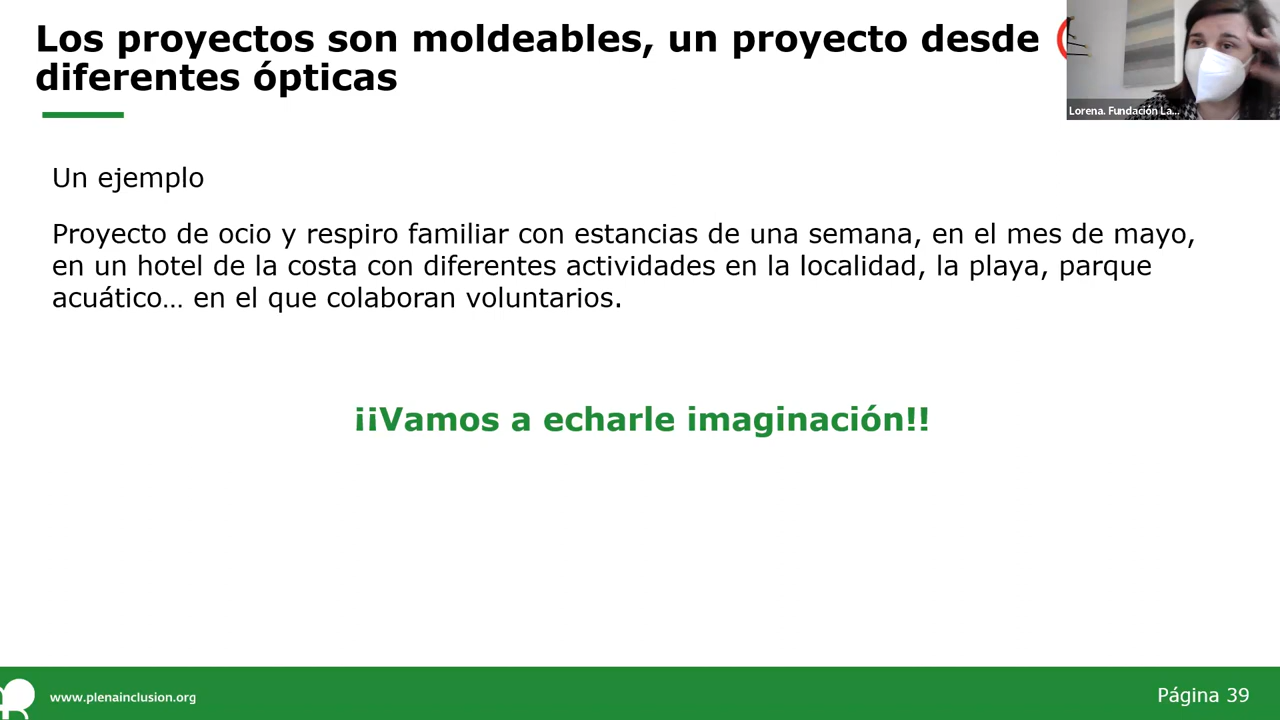 Los proyectos son moldeables, un proyecto desde
diferentes ópticas
Lorena. Fundación La...
Un ejemplo
Proyecto de ocio y respiro familiar con estancias de una semana, en el mes de mayo,
en un hotel de la costa con diferentes actividades en la localidad, la playa, parque
acuático… en el que colaboran voluntarios.
¡¡Vamos a echarle imaginación!!
www.plenainclusion.org
Página 39